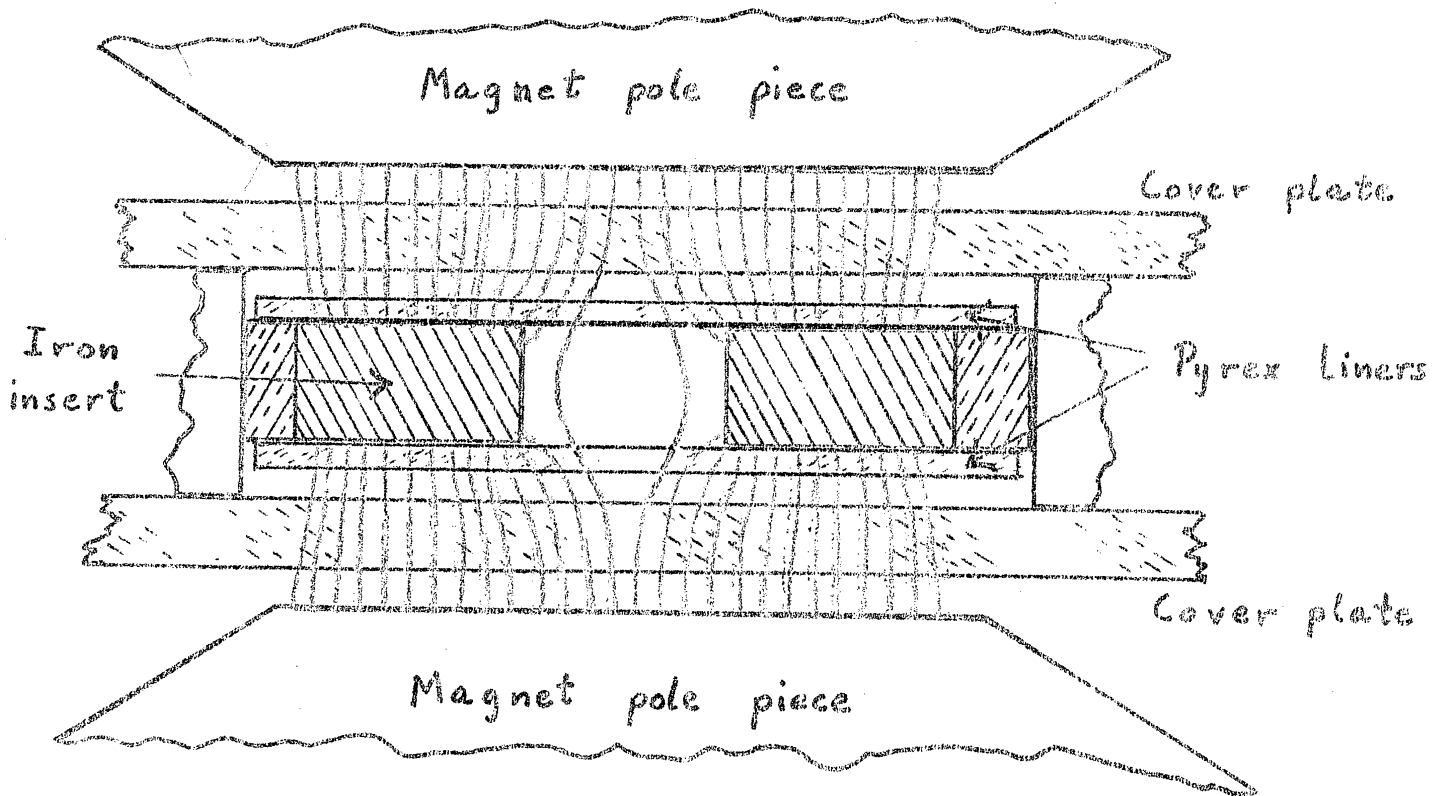 Magnet pole piece
Cover plate
Iron
insert
Pyrex Liners
Cover plate
Magnet pole piece